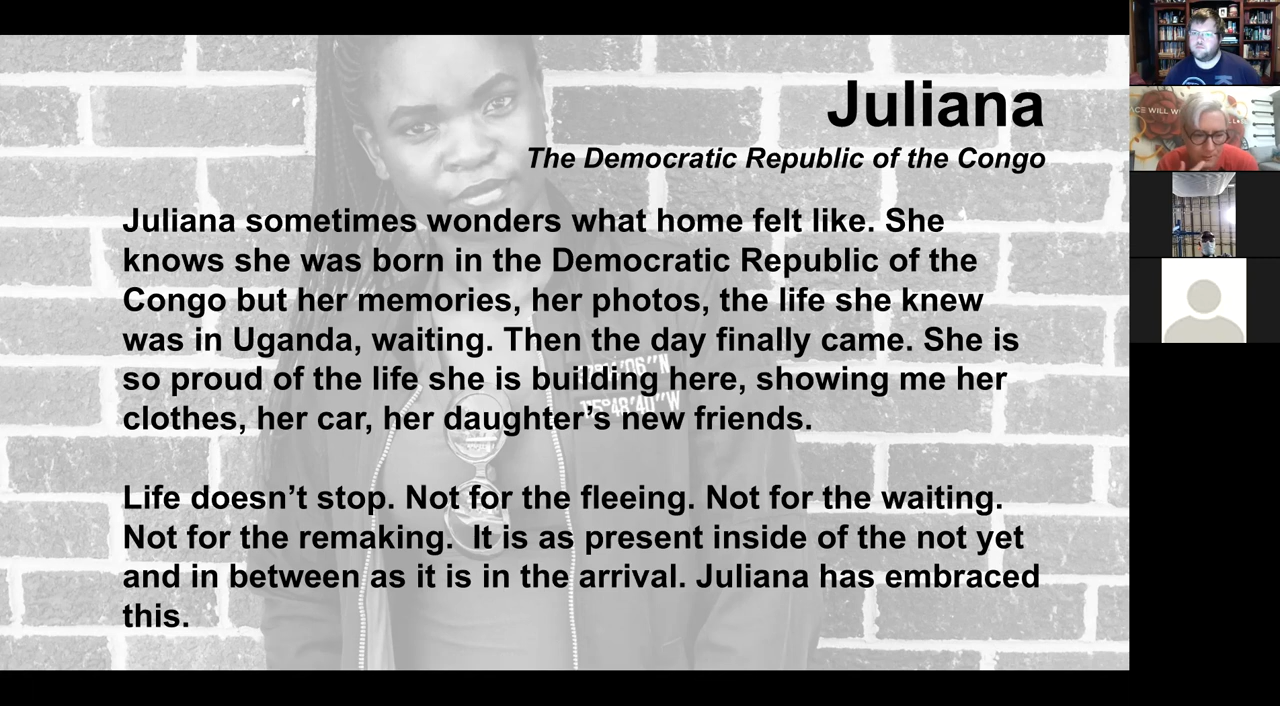 Juliana
The Democratic Republic of the Congo
Juliana sometimes wonders what home felt like. She
knows she was born in the Democratic Republic of the
Congo but her memories, her photos, the life she knew
was in Uganda, waiting. Then the day finally came. She is
so proud of the life she is building here, showing me her
clothes, her car, her daughter’s new friends.
Life doesn’t stop. Not for the fleeing. Not for the waiting.
Not for the remaking.  It is as present inside of the not yet
and in between as it is in the arrival. Juliana has embraced
this.
WILL